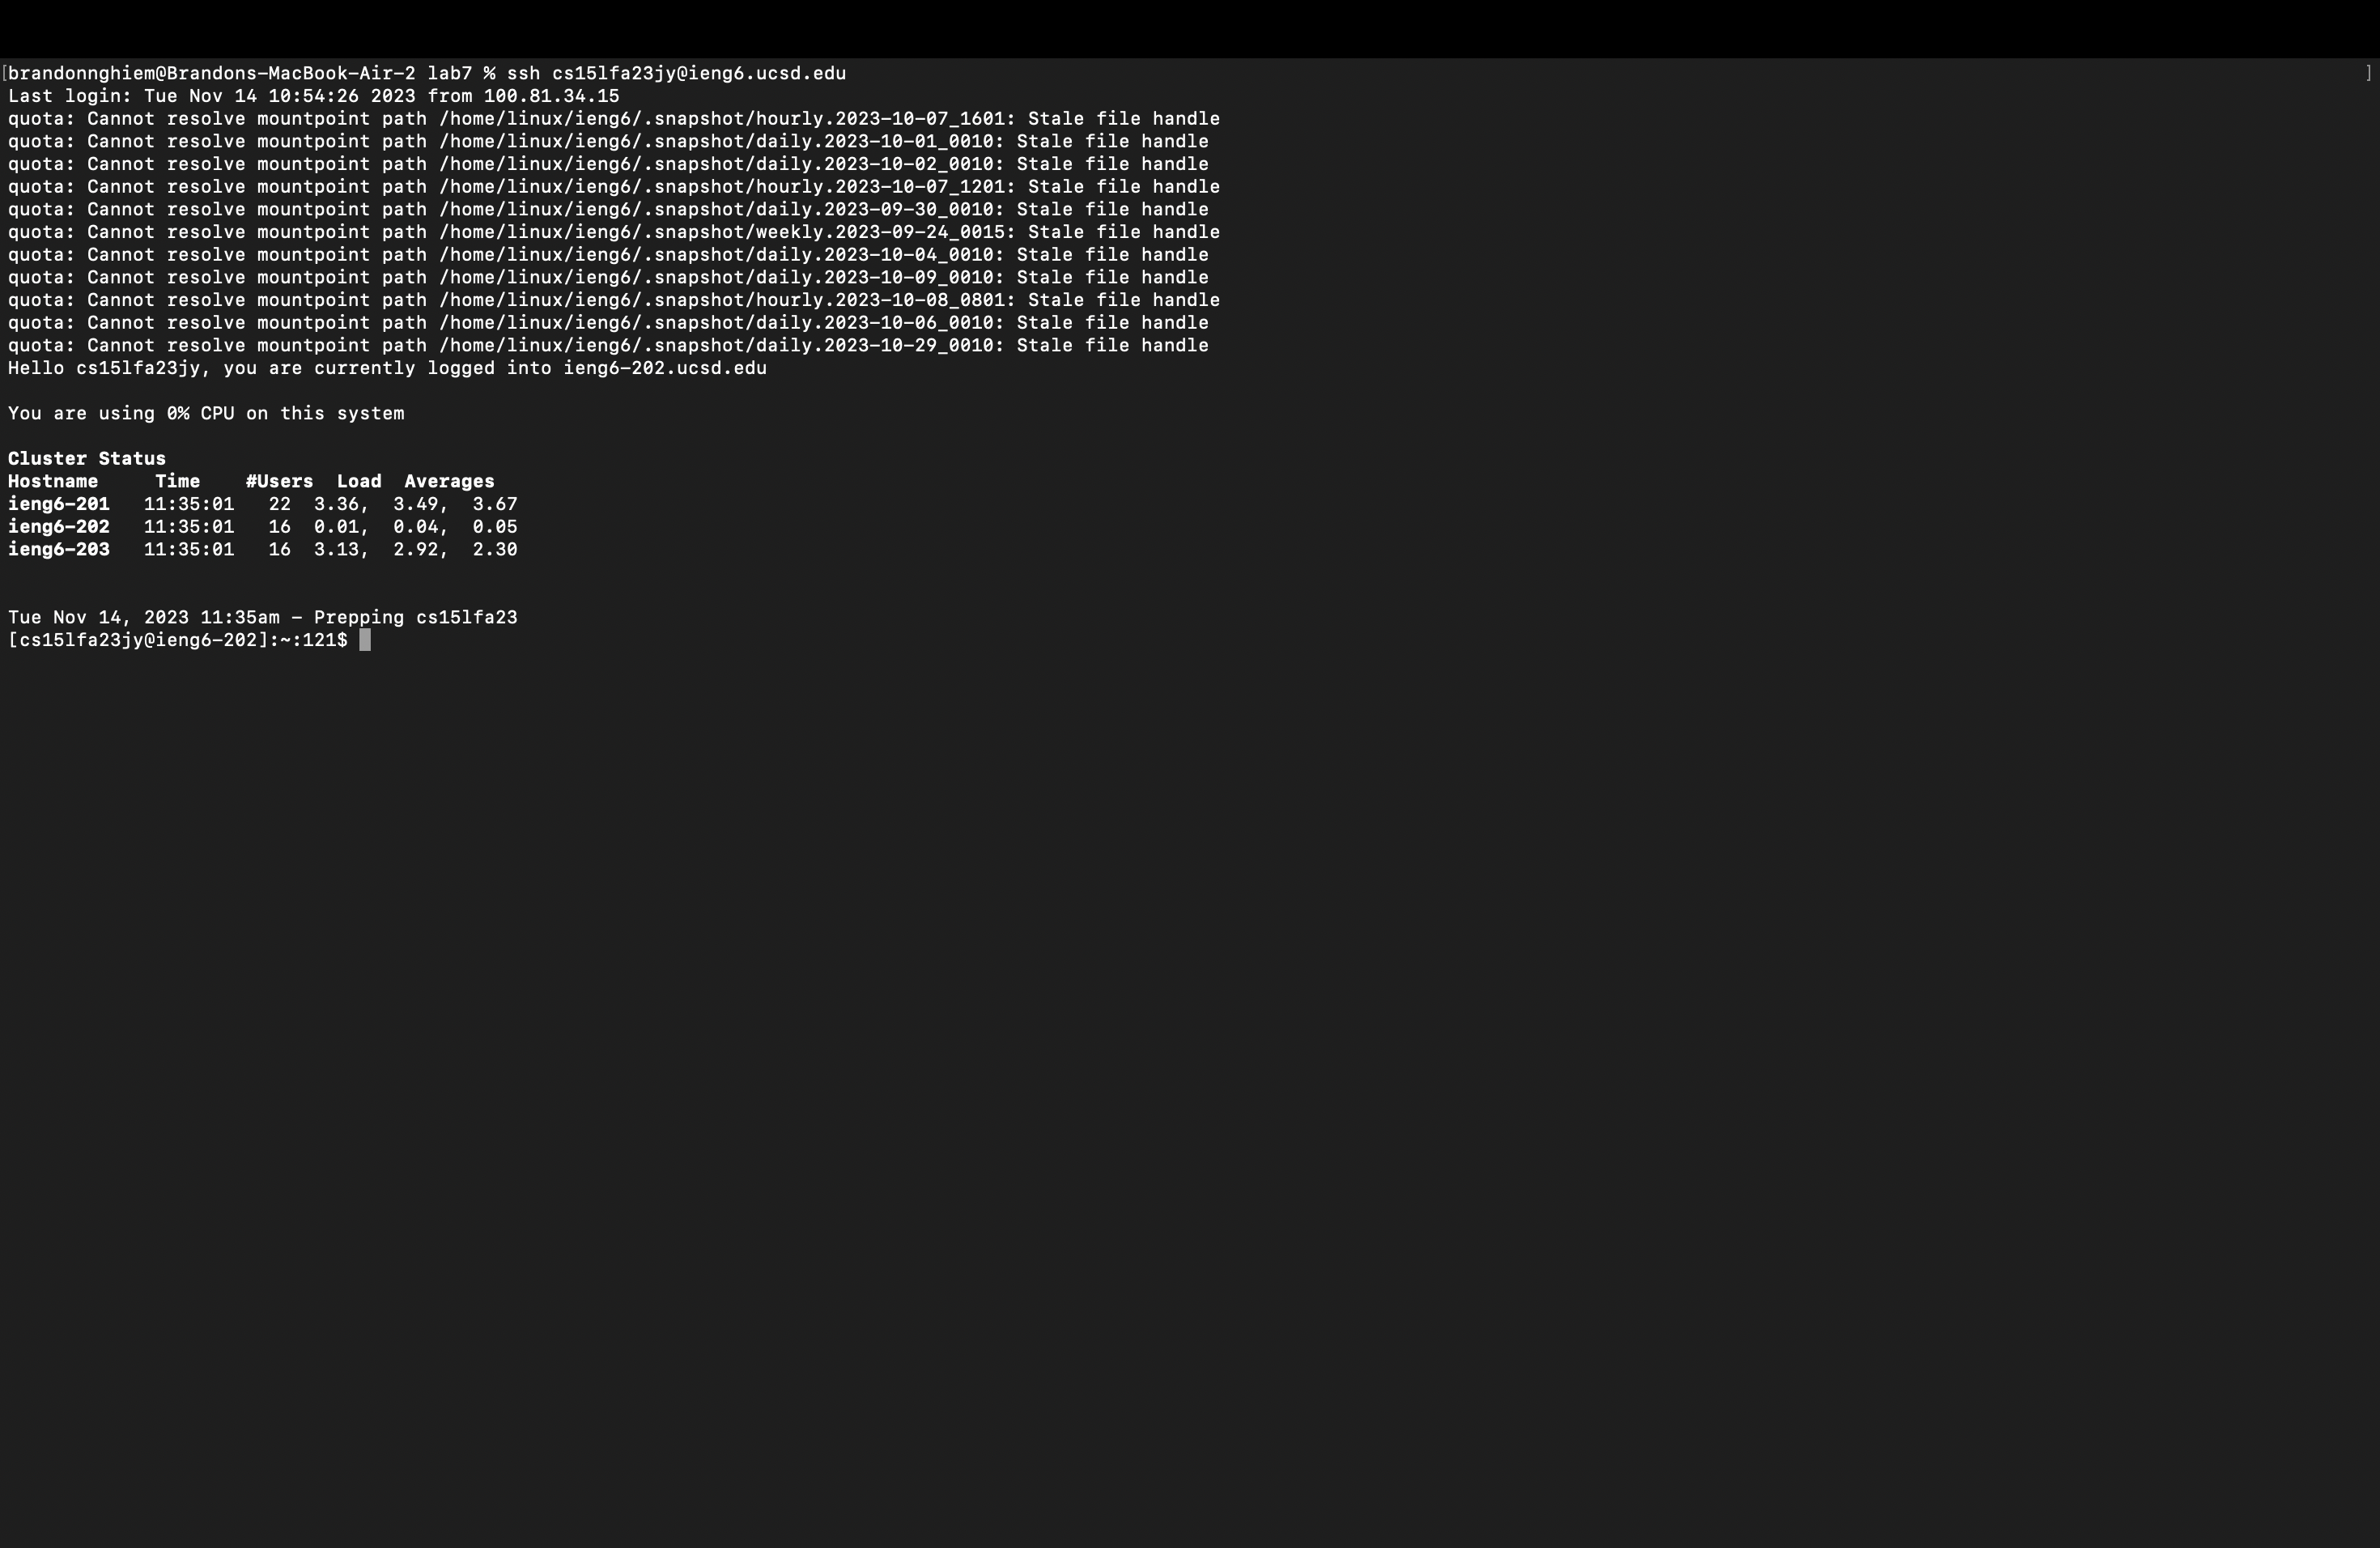 [brandonnghiem@Brandons-MacBook-Air-2 lab7 % ssh cs15lfa23jy@ieng6.ucsd.edu ]
Last login: Tue Nov 14 10:54:26 2023 from 100.81.34.15
quota: Cannot resolve mountpoint path /home/linux/ieng6/.snapshot/hourly.2023-10-07_1601: Stale file handle
quota: Cannot resolve mountpoint path /home/linux/ieng6/.snapshot/daily.2023-10-01_0010: Stale file handle
quota: Cannot resolve mountpoint path /home/linux/ieng6/.snapshot/daily.2023-10-02_0010: Stale file handle
quota: Cannot resolve mountpoint path /home/linux/ieng6/.snapshot/hourly.2023-10-07_1201: Stale file handle
quota: Cannot resolve mountpoint path /home/linux/ieng6/.snapshot/daily.2023-09-30_0010: Stale file handle
quota: Cannot resolve mountpoint path /home/linux/ieng6/.snapshot/weekly.2023-09-24_0015: Stale file handle
quota: Cannot resolve mountpoint path /home/linux/ieng6/.snapshot/daily.2023-10-04_0010: Stale file handle
quota: Cannot resolve mountpoint path /home/linux/ieng6/.snapshot/daily.2023-10-09_0010: Stale file handle
quota: Cannot resolve mountpoint path /home/linux/ieng6/.snapshot/hourly.2023-10-08_0801: Stale file handle
quota: Cannot resolve mountpoint path /home/linux/ieng6/.snapshot/daily.2023-10-06_0010: Stale file handle
quota: Cannot resolve mountpoint path /home/linux/ieng6/.snapshot/daily.2023-10-29_0010: Stale file handle
Hello cs15lfa23jy, you are currently logged into ieng6-202.ucsd.edu
You are using 0% CPU on this system
Cluster Status
Hostname Time #Users Load Averages
ieng6-201 11:35:01 22 3.36, 3.49, 3.67
ieng6-202 11:35:01 16 0.01, 0.04, 0.05
ieng6-203 11:35:01 16 3.13, 2.92, 2.30
Tue Nov 14, 2023 11:35am - Prepping cs15lfa23
[cs15lfa23jy@ieng6-202]:~:121$